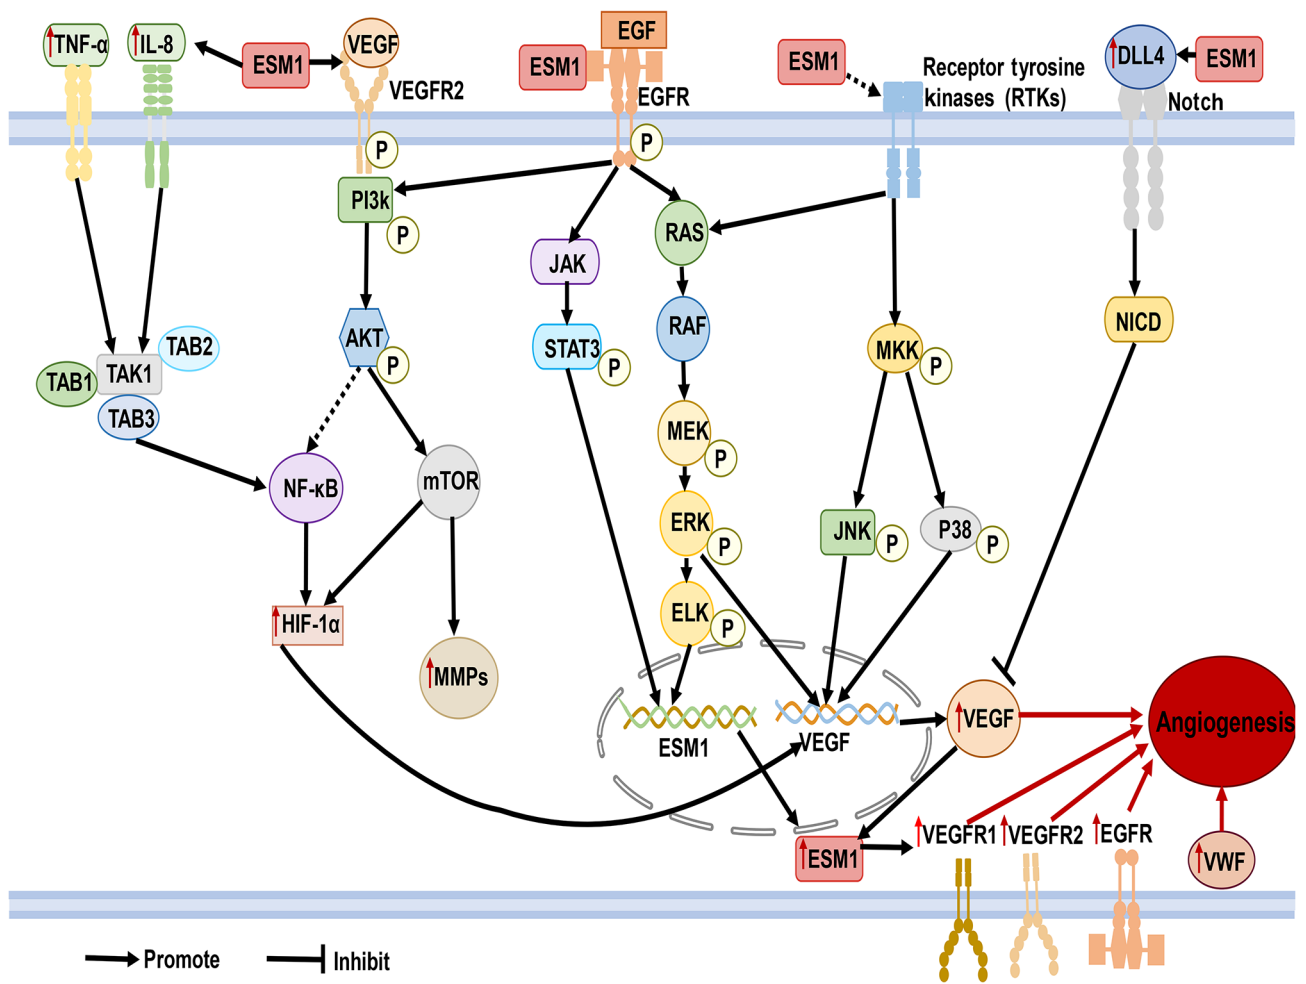 TNF-α
IL-8
ESM1
VEGF
VEGFR2
ESM1
EGF
EGFR
ESM1
Receptor tyrosine
kinases (RTKs)
DLL4
ESM1
Notch
P
P
PI3k
P
RAS
JAK
AKT
P
STAT3
P
RAF
MKK
P
NICD
TAB2
TAK1
TAB1
TAB3
MEK
P
NF-κB
mTOR
ERK
P
JNK
P
P38
P
HIF-1α
ELK
P
MMPs
ESM1
VEGF
VEGF
Angiogenesis
ESM1
VEGFR1
VEGFR2
EGFR
VWF
Promote
Inhibit